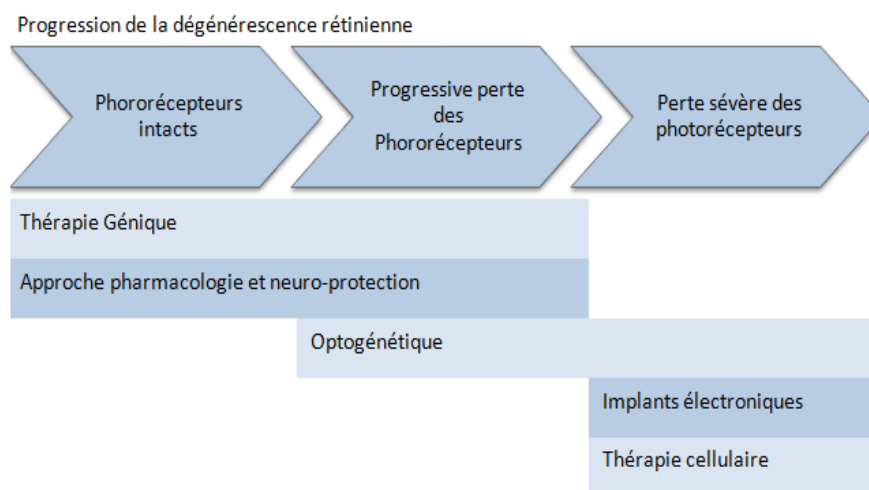 Progression de la dégénérescence rétinienne
Phororécepteurs
intacts
Progressive perte
des
Phororécepteurs
Perte sévère des
photorécepteurs
Thérapie Génique
Approche pharmacologie et neuro-protection
Optogénétique
Implants électroniques
Thérapie cellulaire